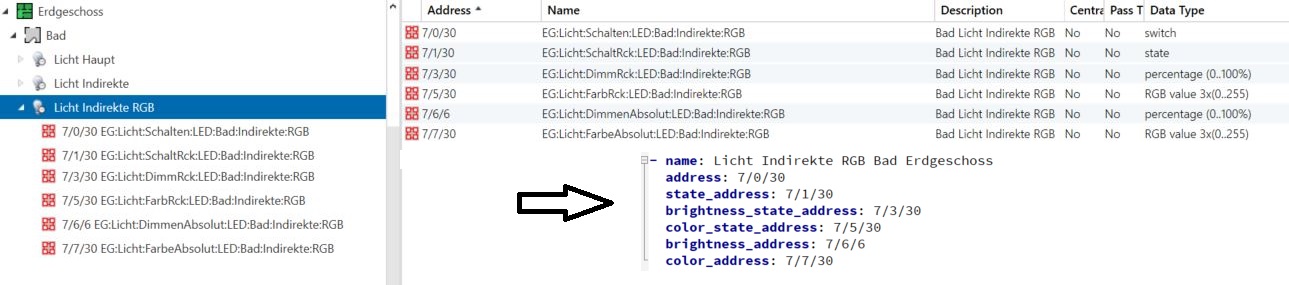 Erdgeschoss
Bad
Licht Haupt
Licht Indirekte
Licht Indirekte RGB
7/0/30 EG:Licht:Schalten:LED:Bad:Indirekte:RGB
7/1/30 EG:Licht:SchaltRck:LED:Bad:Indirekte:RGB
7/3/30 EG:Licht:DimmRck:LED:Bad:Indirekte:RGB
7/5/30 EG:Licht:FarbRck:LED:Bad:Indirekte:RGB
7/6/6 EG:Licht:DimmenAbsolut:LED:Bad:Indirekte:RGB
7/7/30 EG:Licht:FarbeAbsolut:LED:Bad:Indirekte:RGB
Address Name Description Centra Pass T Data Type
7/0/30 EG:Licht:Schalten:LED:Bad:Indirekte:RGB Bad Licht Indirekte RGB No No switch
7/1/30 EG:Licht:SchaltRck:LED:Bad:Indirekte:RGB Bad Licht Indirekte RGB No No state
7/3/30 EG:Licht:DimmRck:LED:Bad:Indirekte:RGB Bad Licht Indirekte RGB No No percentage (0..100%)
7/5/30 EG:Licht:FarbRck:LED:Bad:Indirekte:RGB Bad Licht Indirekte RGB No No RGB value 3x(0..255)
7/6/6 EG:Licht:DimmenAbsolut:LED:Bad:Indirekte:RGB Bad Licht Indirekte RGB No No percentage (0..100%)
7/7/30 EG:Licht:FarbeAbsolut:LED:Bad:Indirekte:RGB Bad Licht Indirekte RGB No No RGB value 3x(0..255)
- name: Licht Indirekte RGB Bad Erdgeschoss
address: 7/0/30
state_address: 7/1/30
brightness_state_address: 7/3/30
color_state_address: 7/5/30
brightness_address: 7/6/6
color_address: 7/7/30